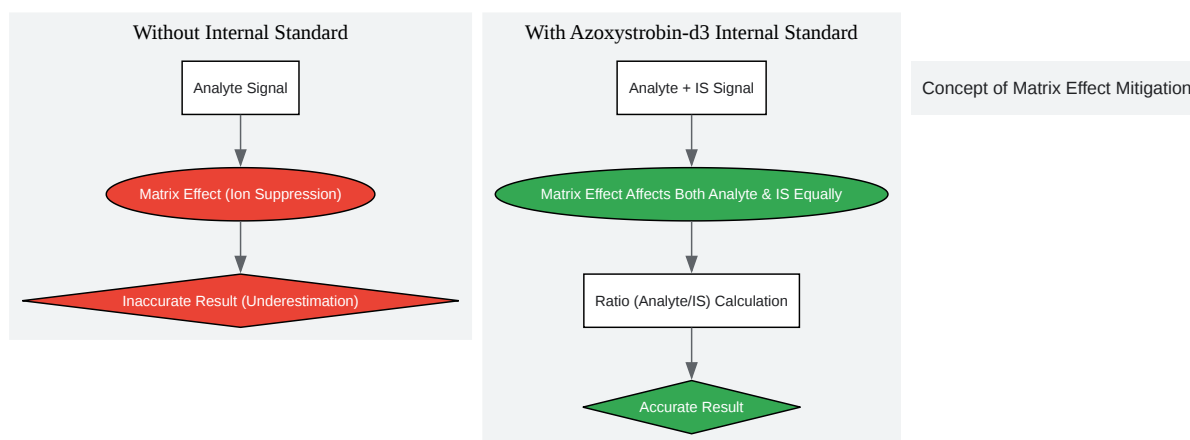 Without Internal Standard
Analyte Signal
Matrix Effect (Ion Suppression)
Inaccurate Result (Underestimation)
With Azoxystrobin-d3 Internal Standard
Analyte + IS Signal
Matrix Effect Affects Both Analyte & IS Equally
Ratio (Analyte/IS) Calculation
Accurate Result
Concept of Matrix Effect Mitigation